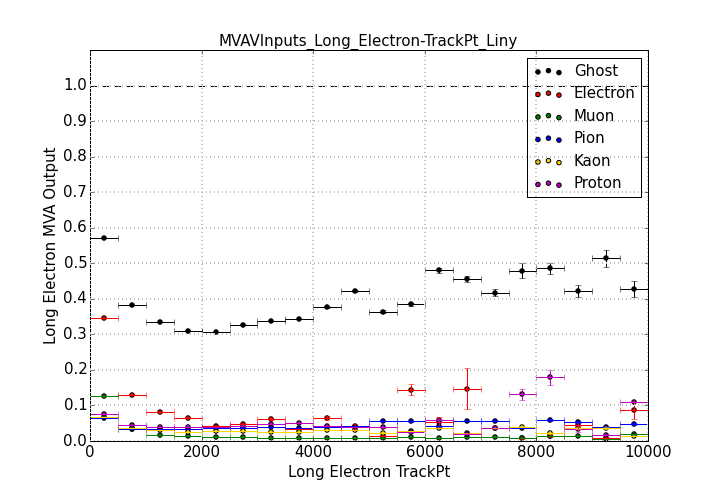 MVAVInputs_Long_Electron-TrackPt_Liny
Long Electron MVA Output
1.0
0.9
0.8
0.7
0.6
0.5
0.4
0.3
0.2
0.1
0.0
Ghost
Electron
Muon
Pion
Kaon
Proton
0 2000 4000 6000 8000 10000
Long Electron TrackPt